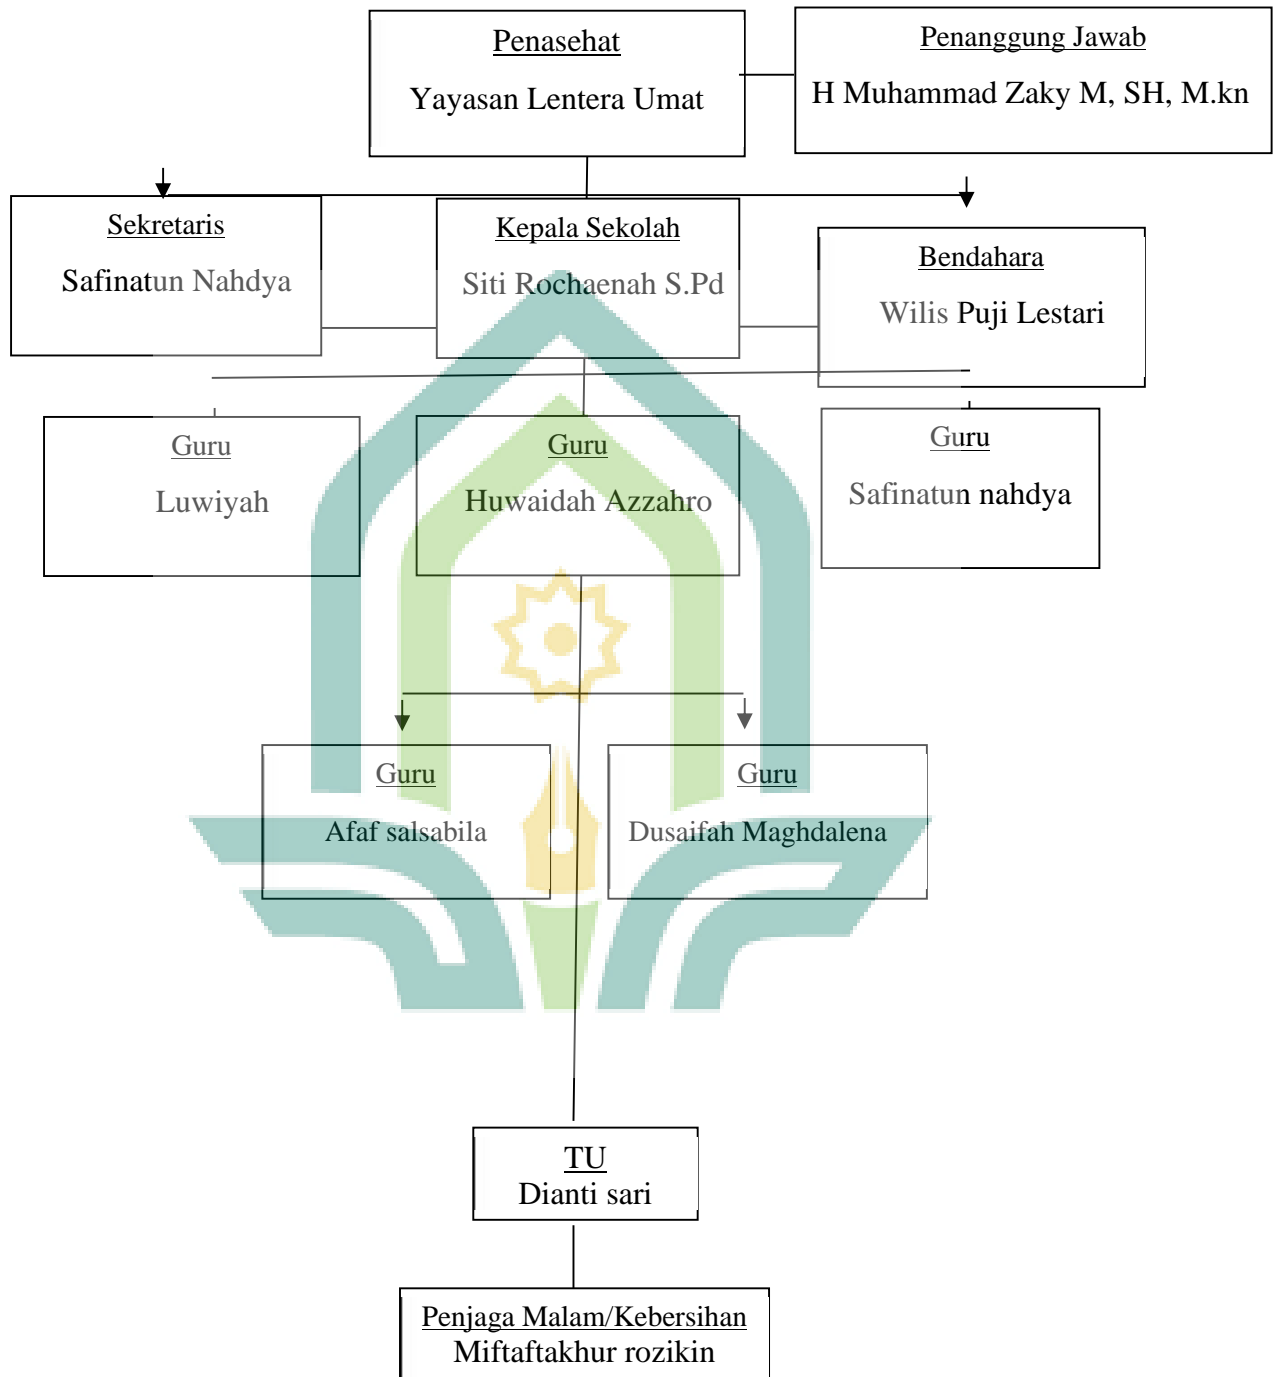 Penasehat
Yayasan Lentera Umat
Penanggung Jawab
H Muhammad Zaky M, SH, M.kn
Sekretaris
Safinatun Nahdya
Kepala Sekolah
Siti Rochaenah S.Pd
Bendahara
Wilis Puji Lestari
Guru
Luwiyah
Guru
Huwaidah Azzahro
Guru
Safinatun nahdya
Guru
Afaf salsabila
Guru
Dusaifah Maghdalena
TU
Dianti sari
Penjaga Malam/Kebersihan
Miftaftakhur rozikin